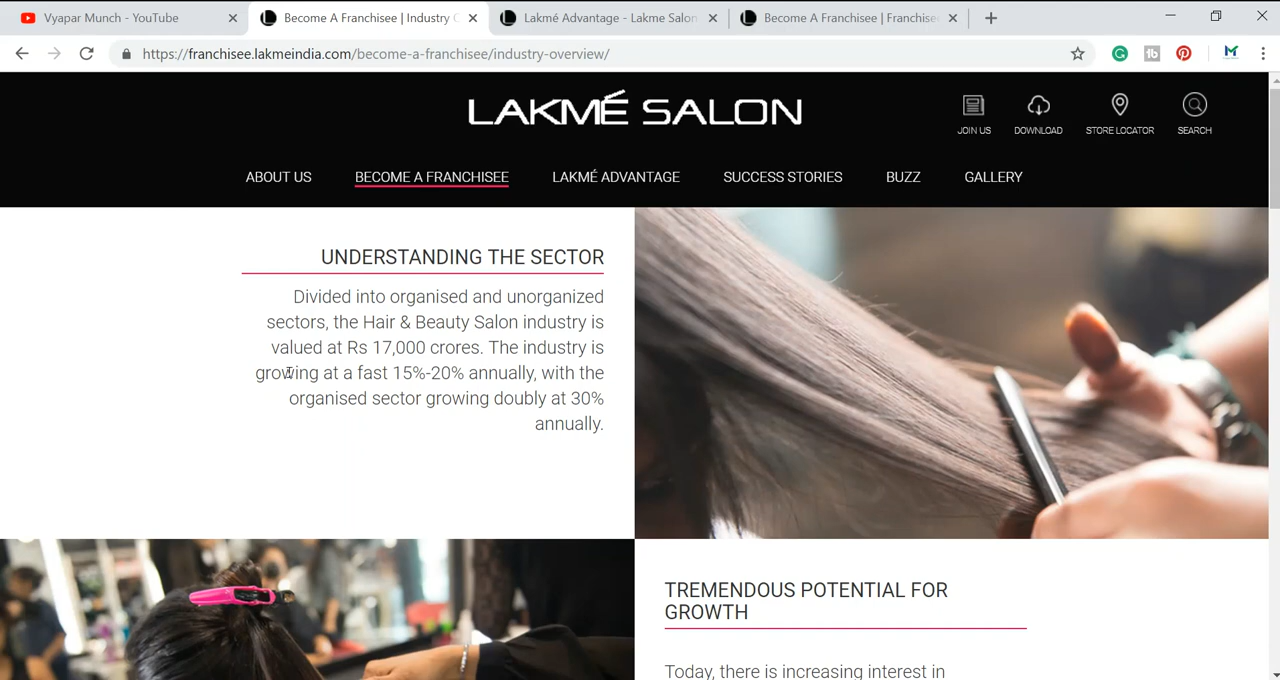 Vyapar Munch - YouTube
Become A Franchisee | Industry O
Lakmé Advantage - Lakme Salon
Become A Franchisee | Franchise
https://franchisee.lakmeindia.com/become-a-franchisee/industry-overview/
LAKMÉ SALON
JOIN US
DOWNLOAD
STORE LOCATOR
SEARCH
ABOUT US
BECOME A FRANCHISEE
LAKMÉ ADVANTAGE
SUCCESS STORIES
BUZZ
GALLERY
UNDERSTANDING THE SECTOR
Divided into organised and unorganized
sectors, the Hair & Beauty Salon industry is
valued at Rs 17,000 crores. The industry is
growing at a fast 15%-20% annually, with the
organised sector growing doubly at 30%
annually.
TREMENDOUS POTENTIAL FOR
GROWTH
Today, there is increasing interest in